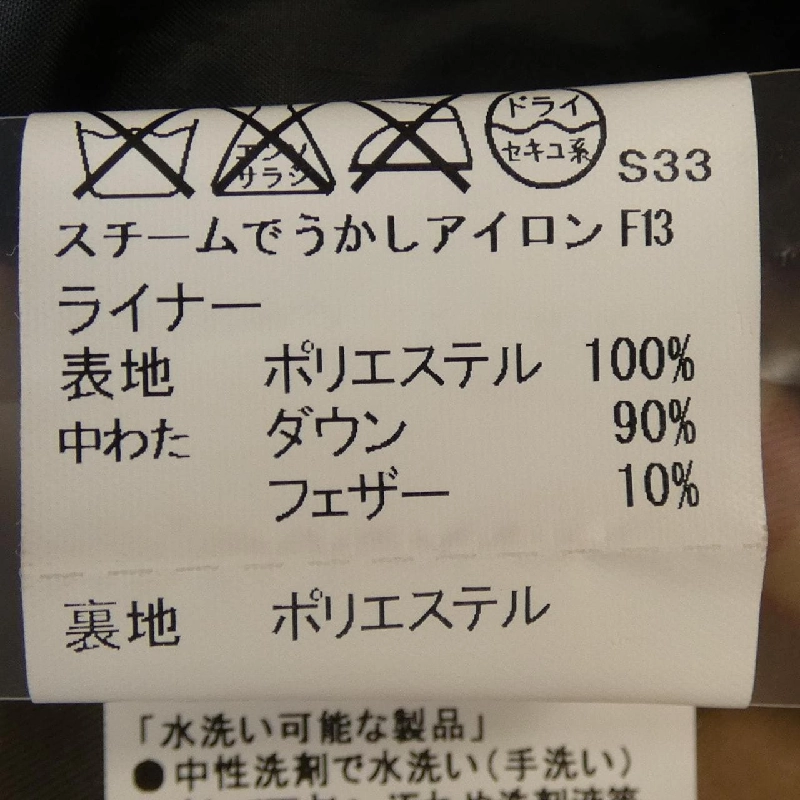 エンソ サラシ ドライ セキユ系 S33
スチームでうかしアイロン F13
ライナー
表地 ポリエステル 100%
中わた ダウン 90%
フェザー 10%
裏地 ポリエステル
「水洗い可能な製品」
●中性洗剤で水洗い(手洗い)